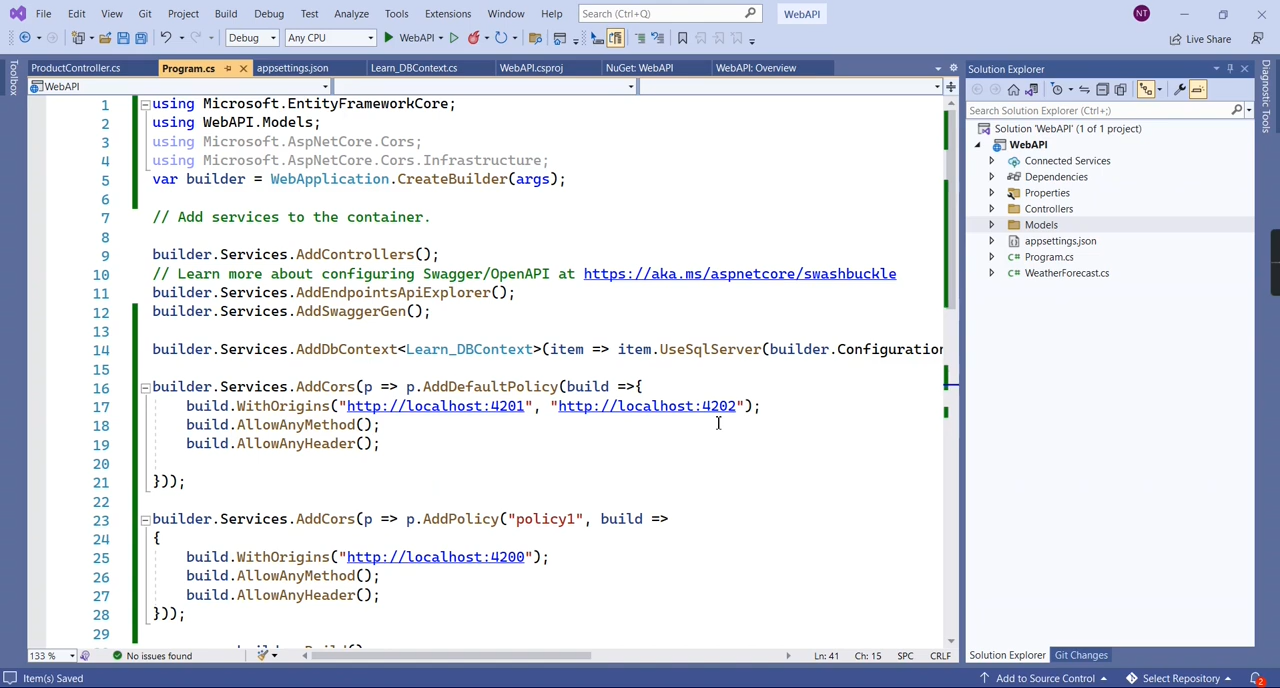 File Edit View Git Project Build Debug Test Analyze Tools Extensions Window Help Search (Ctrl+Q) WebAPI NT
Debug Any CPU WebAPI Live Share
ProductController.cs Program.cs appsettings.json Learn_DBContext.cs WebAPI.csproj NuGet: WebAPI WebAPI: Overview
Toolbox
WebAPI
1 using Microsoft.EntityFrameworkCore;
2 using WebAPI.Models;
3 using Microsoft.AspNetCore.Cors;
4 using Microsoft.AspNetCore.Cors.Infrastructure;
5 var builder = WebApplication.CreateBuilder(args);
6
7 // Add services to the container.
8
9 builder.Services.AddControllers();
10 // Learn more about configuring Swagger/OpenAPI at https://aka.ms/aspnetcore/swashbuckle
11 builder.Services.AddEndpointsApiExplorer();
12 builder.Services.AddSwaggerGen();
13
14 builder.Services.AddDbContext<Learn_DBContext>(item => item.UseSqlServer(builder.Configuration
15
16 builder.Services.AddCors(p => p.AddDefaultPolicy(build =>{
17 build.WithOrigins("http://localhost:4201", "http://localhost:4202");
18 build.AllowAnyMethod();
19 build.AllowAnyHeader();
20
21 }));
22
23 builder.Services.AddCors(p => p.AddPolicy("policy1", build =>
24 {
25 build.WithOrigins("http://localhost:4200");
26 build.AllowAnyMethod();
27 build.AllowAnyHeader();
28 }));
29
133 % No issues found Ln: 41 Ch: 15 SPC CRLF
Solution Explorer
Search Solution Explorer (Ctrl+;)
Solution 'WebAPI' (1 of 1 project)
WebAPI
Connected Services
Dependencies
Properties
Controllers
Models
appsettings.json
C# Program.cs
C# WeatherForecast.cs
Solution Explorer Git Changes
Diagnostic Tools
Item(s) Saved Add to Source Control Select Repository 2